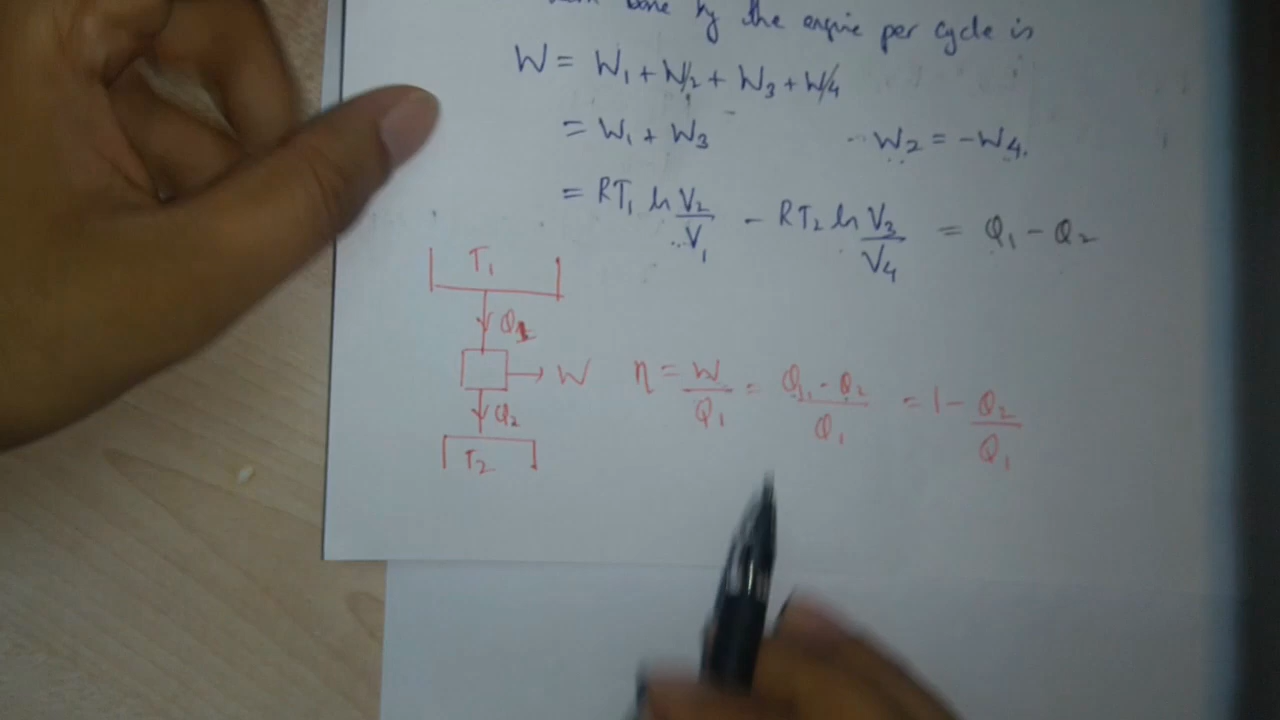 done by the engine per cycle is
W = W₁ + W₂ + W₃ + W₄
= W₁ + W₃ W₂ = -W₄.
= RT₁ ln V₂/V₁ - RT₂ ln V₃/V₄ = Q₁ - Q₂
T₁
Q₁
W η = W/Q₁ = Q₁ - Q₂/Q₁ = 1 - Q₂/Q₁
Q₂
T₂